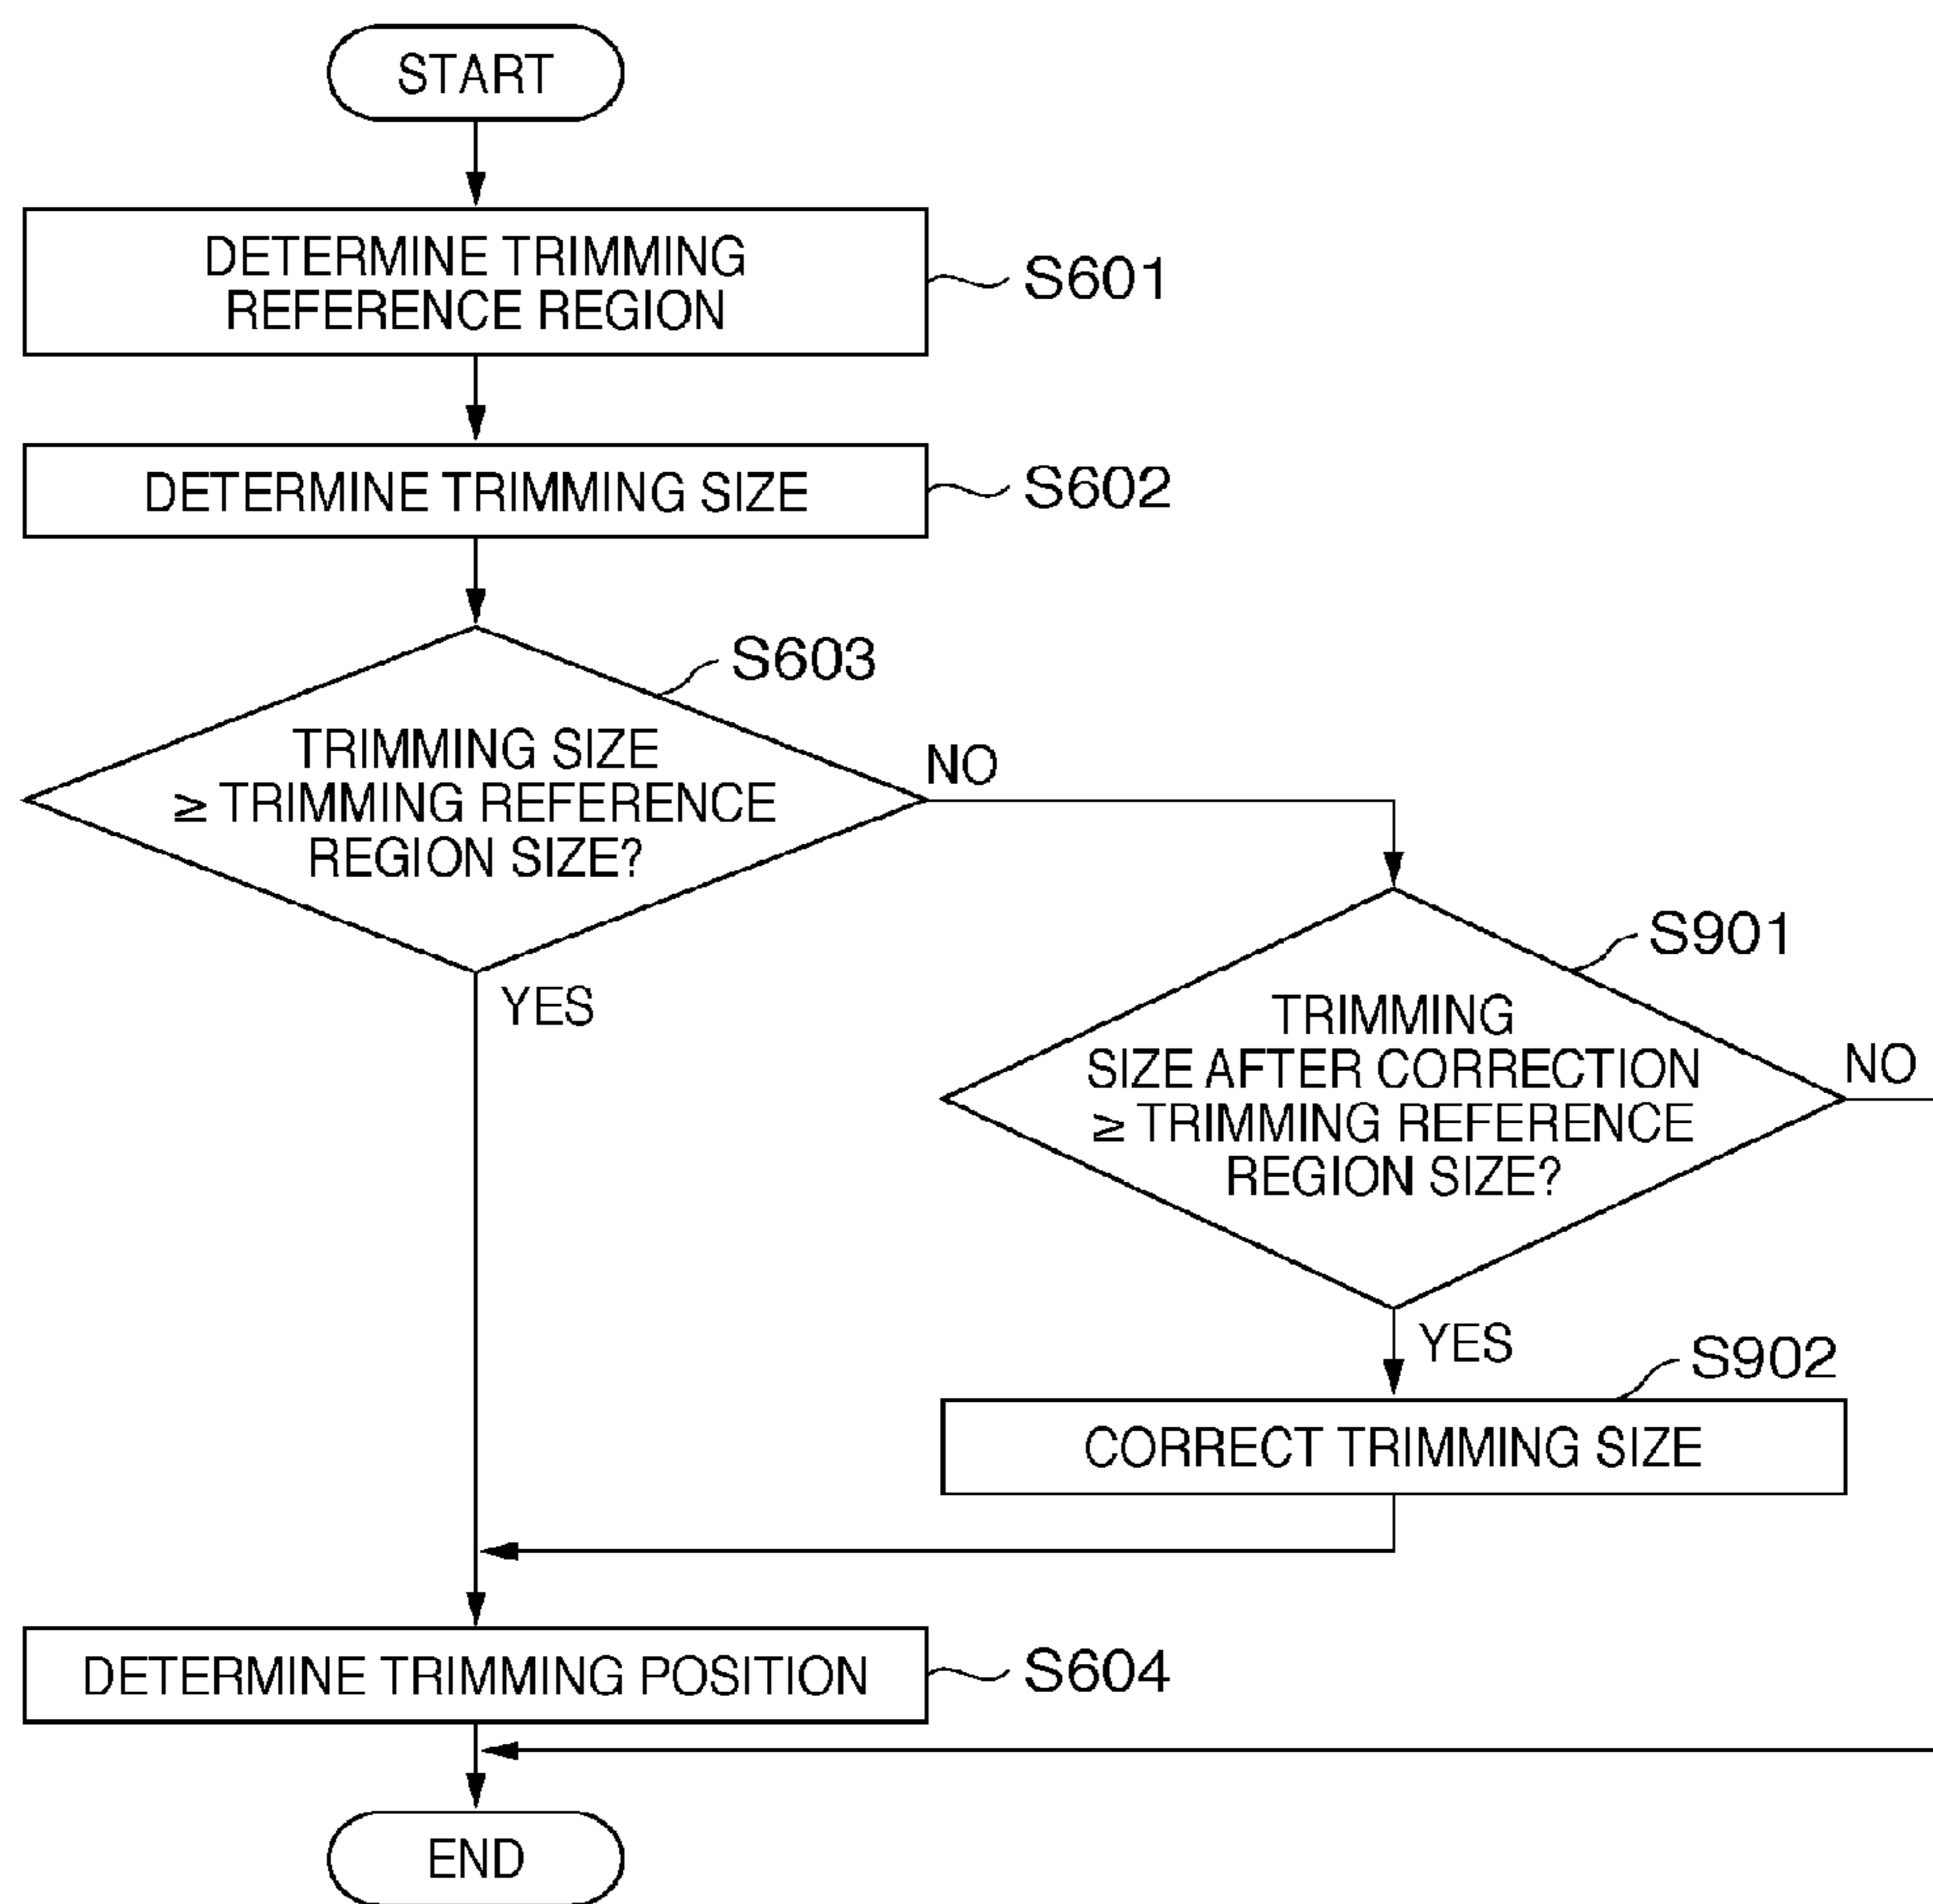 START
DETERMINE TRIMMING
REFERENCE REGION
S601
DETERMINE TRIMMING SIZE
S602
S603
TRIMMING SIZE
≥ TRIMMING REFERENCE
REGION SIZE?
NO
YES
S901
TRIMMING
SIZE AFTER CORRECTION
≥ TRIMMING REFERENCE
REGION SIZE?
NO
YES
S902
CORRECT TRIMMING SIZE
DETERMINE TRIMMING POSITION
S604
END